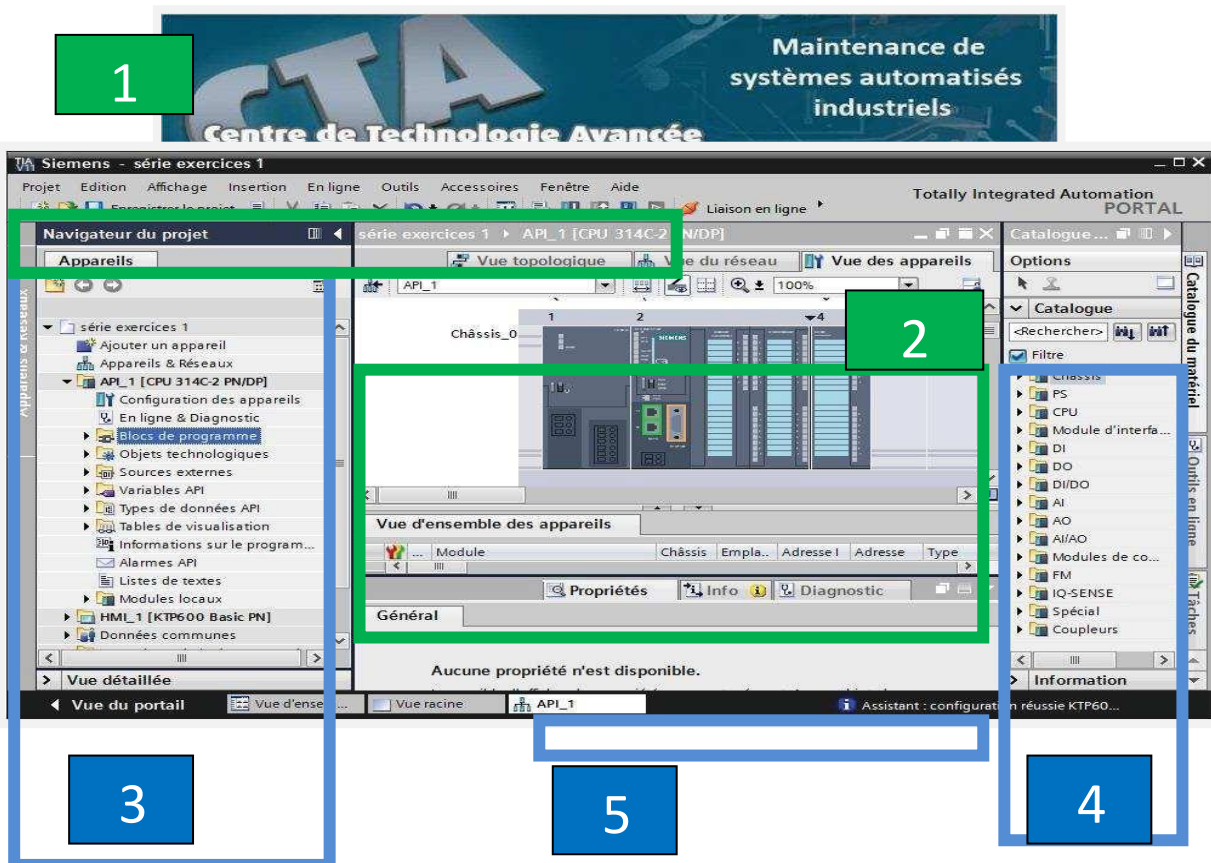 1
Maintenance de
systèmes automatisés
industriels
CTA
Centre de Technologie Avancée
Siemens - série exercices 1
Projet Edition Affichage Insertion En ligne Outils Accessoires Fenêtre Aide
Totally Integrated Automation
PORTAL
Enregistrer le projet
Liaison en ligne
Navigateur du projet
série exercices 1 API_1 [CPU 314C-2 PN/DP]
Catalogue...
Appareils
Vue topologique Vue du réseau Vue des appareils
Options
API_1
100%
série exercices 1
Ajouter un appareil
Appareils & Réseaux
API_1 [CPU 314C-2 PN/DP]
Configuration des appareils
En ligne & Diagnostic
Blocs de programme
Objets technologiques
Sources externes
Variables API
Types de données API
Tables de visualisation
Informations sur le program...
Alarmes API
Listes de textes
Modules locaux
HMI_1 [KTP600 Basic PN]
Données communes
Vue détaillée
Appareils & Réseaux
1 2 4
Châssis_0
SIEMENS
2
Vue d'ensemble des appareils
... Module Châssis Empla.. Adresse I Adresse Type
Propriétés Info Diagnostic
Général
Aucune propriété n'est disponible.
Catalogue
<Rechercher>
Filtre
Châssis
PS
CPU
Module d'interfa...
DI
DO
DI/DO
AI
AO
AI/AO
Modules de co...
FM
IQ-SENSE
Spécial
Coupleurs
Information
Catalogue du matériel
Outils en ligne
Tâches
Vue du portail Vue d'ense... Vue racine API_1 Assistant : configuration réussie KTP60...
3
5
4